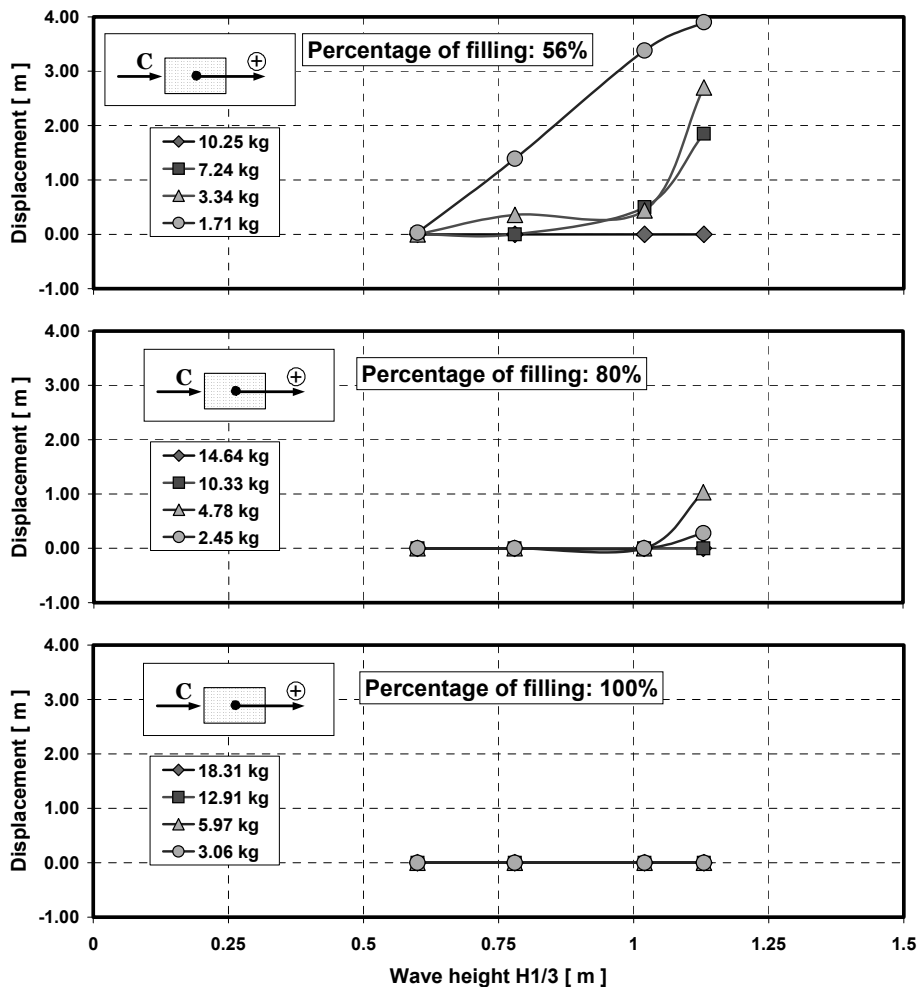 4.00
3.00
2.00
1.00
0.00
-1.00
Displacement [ m ]
C
+
Percentage of filling: 56%
10.25 kg
7.24 kg
3.34 kg
1.71 kg
4.00
3.00
2.00
1.00
0.00
-1.00
Displacement [ m ]
C
+
Percentage of filling: 80%
14.64 kg
10.33 kg
4.78 kg
2.45 kg
4.00
3.00
2.00
1.00
0.00
-1.00
Displacement [ m ]
C
+
Percentage of filling: 100%
18.31 kg
12.91 kg
5.97 kg
3.06 kg
0 0.25 0.5 0.75 1 1.25 1.5
Wave height H1/3 [ m ]